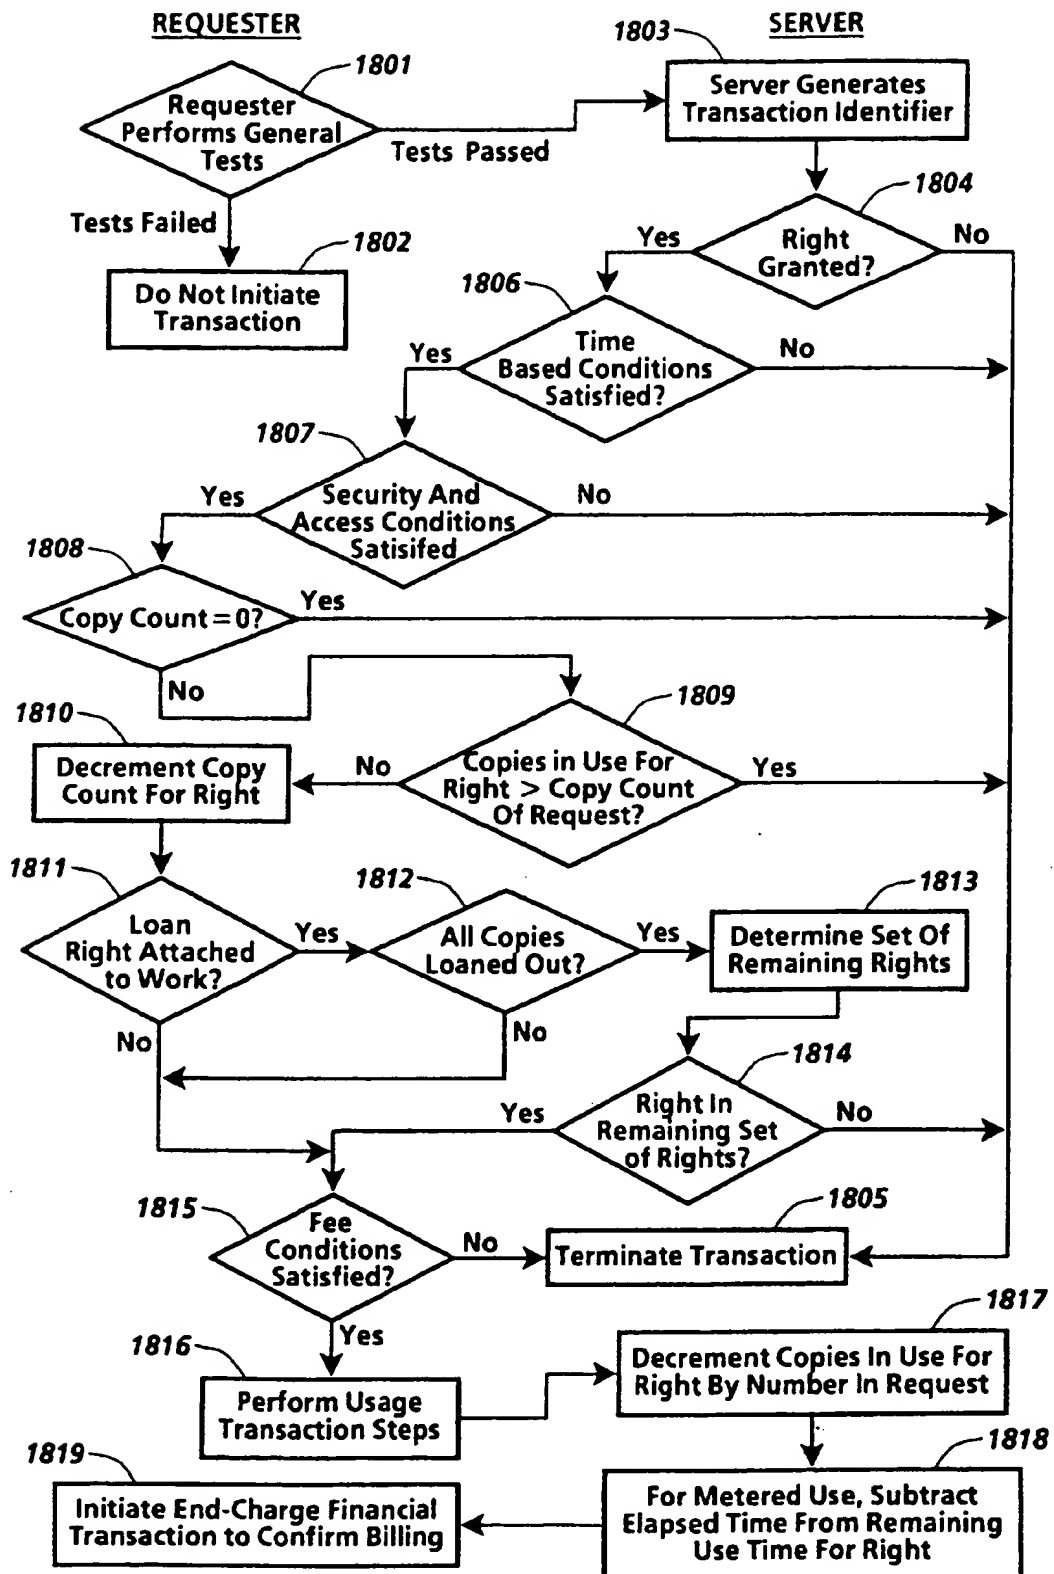 REQUESTER
SERVER
1801
1803
Requester
Performs General
Tests
Server Generates
Transaction Identifier
Tests Passed
Tests Failed
1802
Do Not Initiate
Transaction
1804
Yes
Right
Granted?
No
1806
Yes
Time
Based Conditions
Satisfied?
No
1807
Yes
Security And
Access Conditions
Satisifed
No
1808
Copy Count = 0?
Yes
No
1809
1810
Decrement Copy
Count For Right
No
Copies in Use For
Right > Copy Count
Of Request?
Yes
1811
Loan
Right Attached
to Work?
Yes
No
1812
All Copies
Loaned Out?
Yes
No
1813
Determine Set Of
Remaining Rights
1814
Yes
Right In
Remaining Set
of Rights?
No
1815
Fee
Conditions
Satisfied?
No
Yes
1805
Terminate Transaction
1816
Perform Usage
Transaction Steps
1817
Decrement Copies In Use For
Right By Number In Request
1818
For Metered Use, Subtract
Elapsed Time From Remaining
Use Time For Right
1819
Initiate End-Charge Financial
Transaction to Confirm Billing